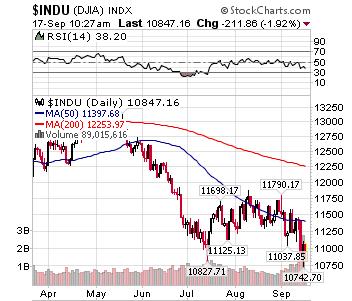 $INDU (DJIA) INDX
© StockCharts.com
17-Sep 10:27am Last 10847.16 Chg -211.86 (-1.92%)
RSI(14) 38.20
90
70
50
30
10
$INDU (Daily) 10847.16
MA(50) 11397.68
MA(200) 12253.97
Volume 89,015,616
13250
13000
12750
12500
12250
12000
11750
11500
11250
11000
10750
3B
2B
1B
11698.17
11790.17
11125.13
11037.85
10827.71
10742.70
Apr May Jun Jul Aug Sep